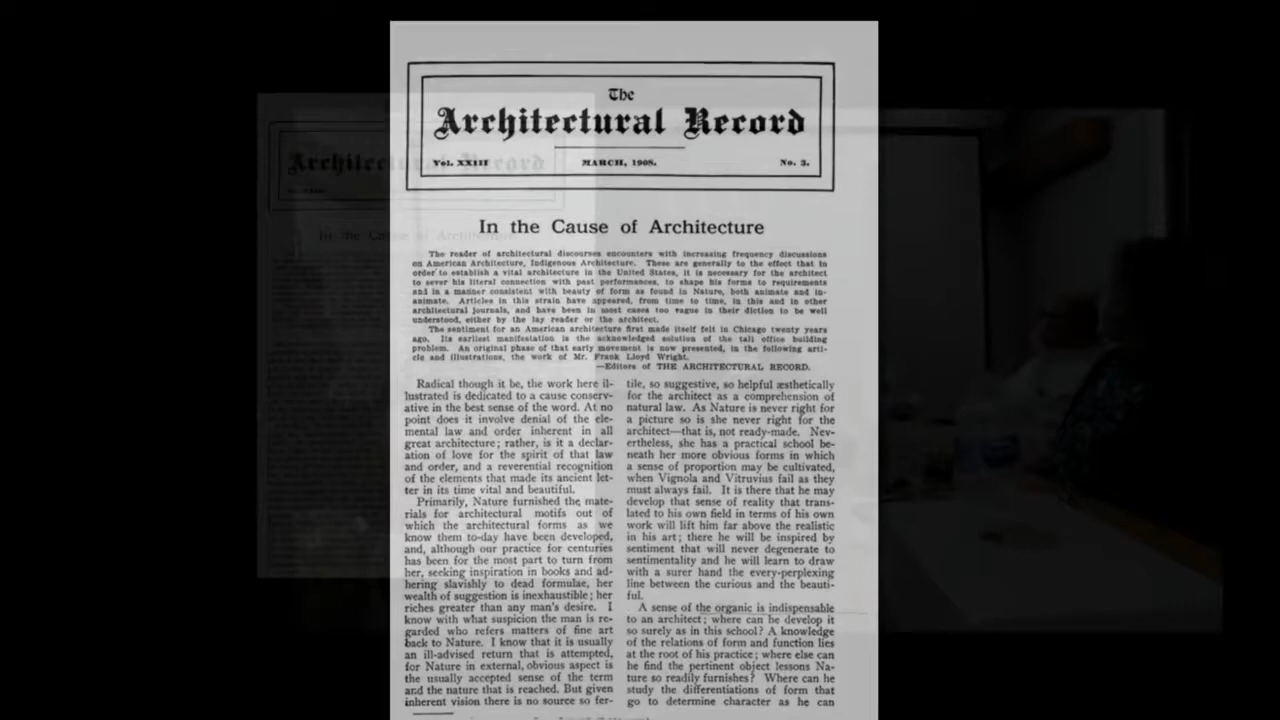 The
Architectural Record
Vol. XXIII MARCH, 1908. No. 3.
In the Cause of Architecture
The reader of architectural discourses encounters with increasing frequency discussions
on American Architecture, Indigenous Architecture. These are generally to the effect that in
order to establish a vital architecture in the United States, it is necessary for the architect
to sever his literal connection with past performances, to shape his forms to requirements
and in a manner consistent with beauty of form as found in Nature, both animate and in-
animate. Articles in this strain have appeared, from time to time, in this and in other
architectural journals, and have been in most cases too vague in their diction to be well
understood, either by the lay reader or the architect.
The sentiment for an American architecture first made itself felt in Chicago twenty years
ago. Its earliest manifestation is the acknowledged solution of the tall office building
problem. An original phase of that early movement is now presented, in the following arti-
cle and illustrations, the work of Mr. Frank Lloyd Wright.
—Editors of THE ARCHITECTURAL RECORD.
Radical though it be, the work here il-
lustrated is dedicated to a cause conserv-
ative in the best sense of the word. At no
point does it involve denial of the ele-
mental law and order inherent in all
great architecture; rather, is it a declar-
ation of love for the spirit of that law
and order, and a reverential recognition
of the elements that made its ancient let-
ter in its time vital and beautiful.
Primarily, Nature furnished the mate-
rials for architectural motifs out of
which the architectural forms as we
know them to-day have been developed,
and, although our practice for centuries
has been for the most part to turn from
her, seeking inspiration in books and ad-
hering slavishly to dead formulae, her
wealth of suggestion is inexhaustible; her
riches greater than any man's desire. I
know with what suspicion the man is re-
garded who refers matters of fine art
back to Nature. I know that it is usually
an ill-advised return that is attempted,
for Nature in external, obvious aspect is
the usually accepted sense of the term
and the nature that is reached. But given
inherent vision there is no source so fer-
tile, so suggestive, so helpful æsthetically
for the architect as a comprehension of
natural law. As Nature is never right for
a picture so is she never right for the
architect—that is, not ready-made. Nev-
ertheless, she has a practical school be-
neath her more obvious forms in which
a sense of proportion may be cultivated,
when Vignola and Vitruvius fail as they
must always fail. It is there that he may
develop that sense of reality that trans-
lated to his own field in terms of his own
work will lift him far above the realistic
in his art; there he will be inspired by
sentiment that will never degenerate to
sentimentality and he will learn to draw
with a surer hand the every-perplexing
line between the curious and the beauti-
ful.
A sense of the organic is indispensable
to an architect; where can he develop it
so surely as in this school? A knowledge
of the relations of form and function lies
at the root of his practice; where else can
he find the pertinent object lessons Na-
ture so readily furnishes? Where can he
study the differentiations of form that
go to determine character as he can
Architectural Record
In the Cause of Architecture